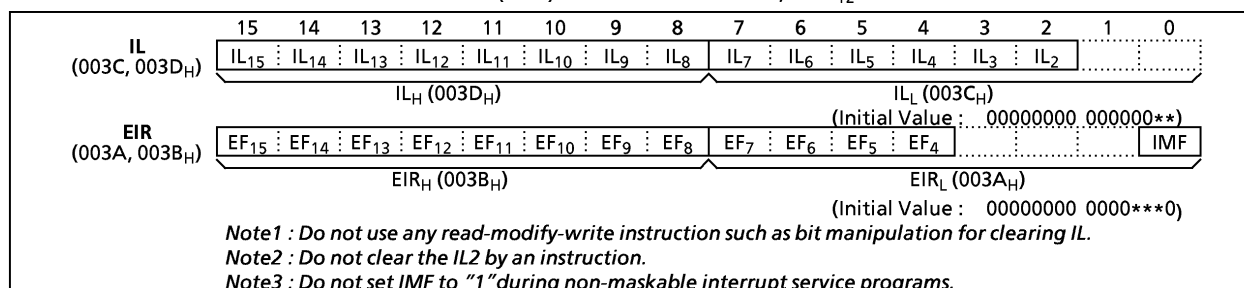 15 14 13 12 11 10 9 8 7 6 5 4 3 2 1 0
IL
(003C, 003DH)
IL15 IL14 IL13 IL12 IL11 IL10 IL9 IL8 IL7 IL6 IL5 IL4 IL3 IL2
ILH (003DH) ILL (003CH)
(Initial Value : 00000000 000000**)
EIR
(003A, 003BH)
EF15 EF14 EF13 EF12 EF11 EF10 EF9 EF8 EF7 EF6 EF5 EF4 IMF
EIRH (003BH) EIRL (003AH)
(Initial Value : 00000000 0000***0)
Note1 : Do not use any read-modify-write instruction such as bit manipulation for clearing IL.
Note2 : Do not clear the IL2 by an instruction.
Note3 : Do not set IMF to "1" during non-maskable interrupt service programs.